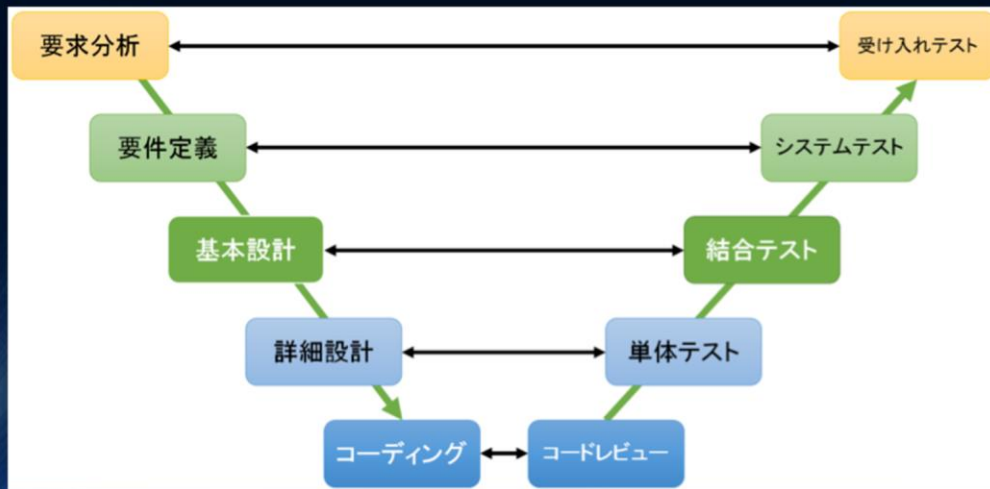 要求分析
受け入れテスト
要件定義
システムテスト
基本設計
結合テスト
詳細設計
単体テスト
コーディング
コードレビュー